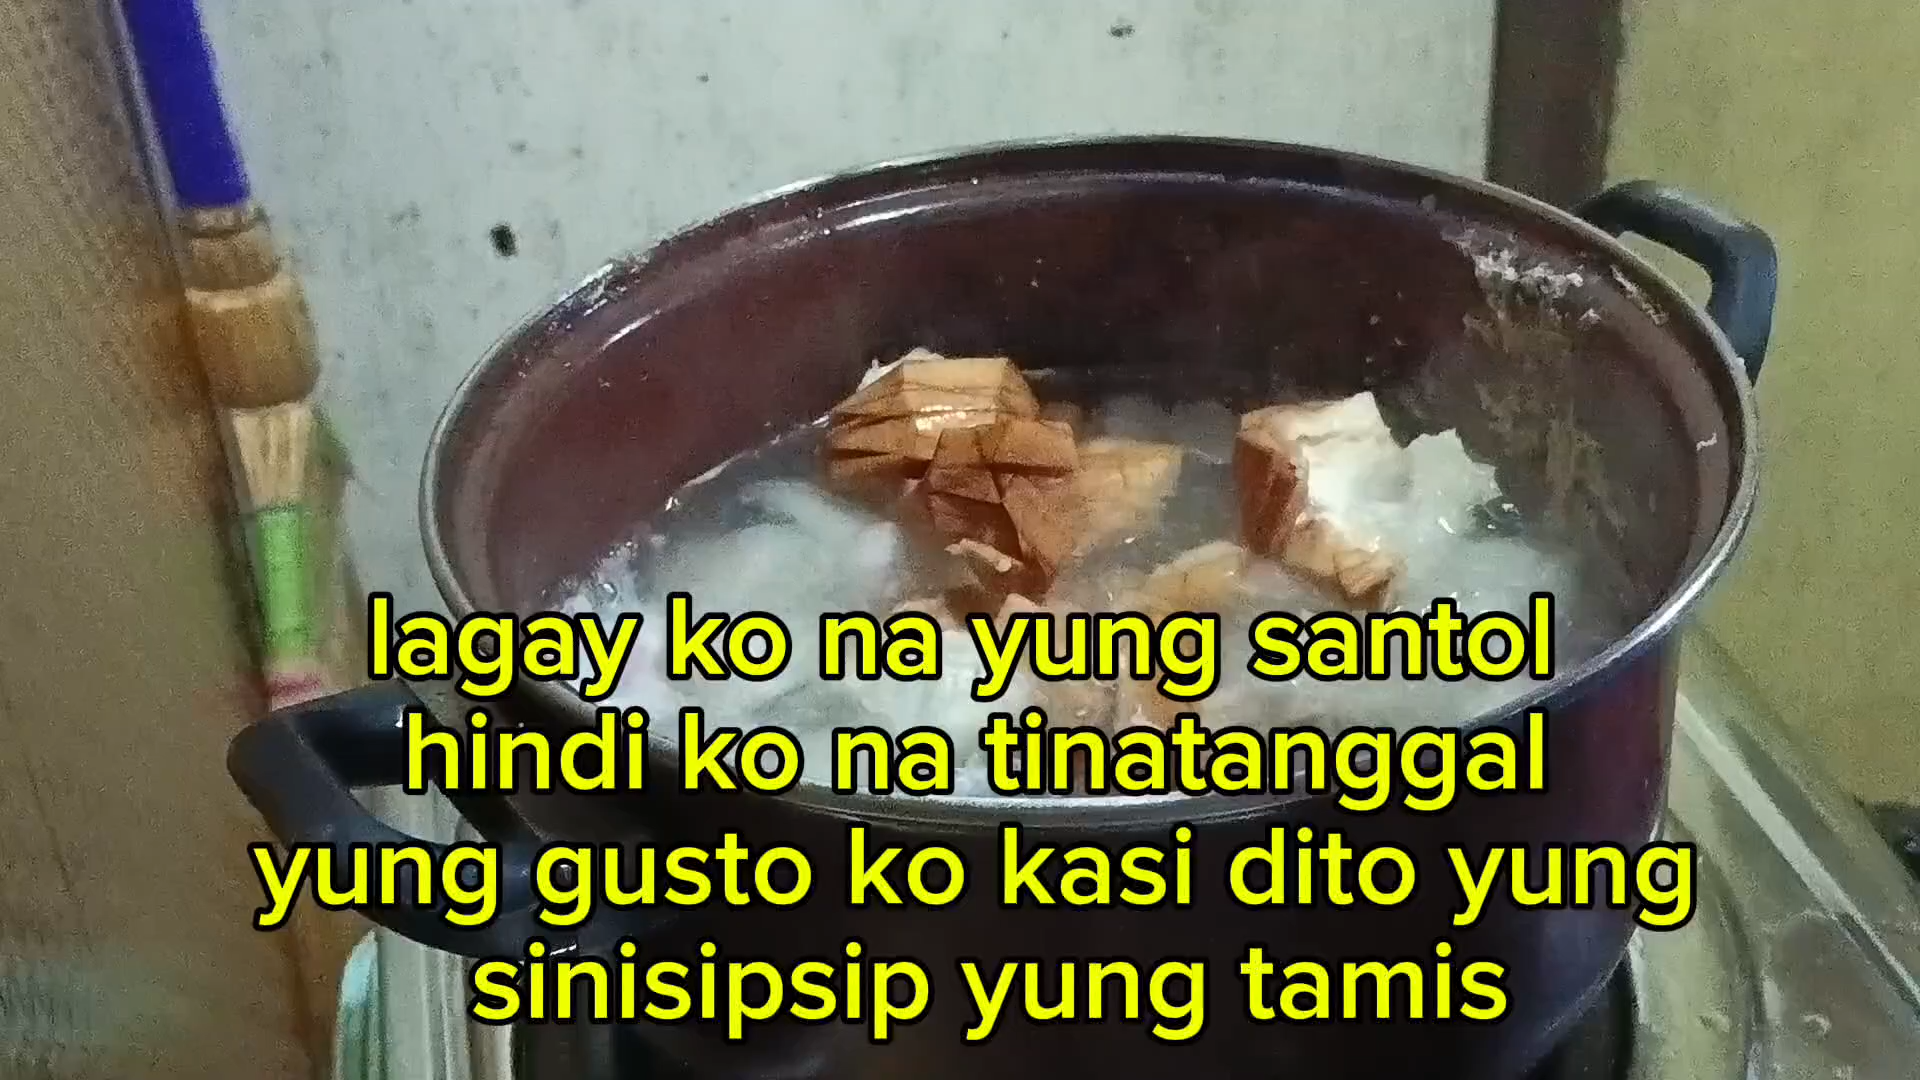 lagay ko na yung santol
hindi ko na tinatanggal
yung gusto ko kasi dito yung
sinisipsip yung tamis